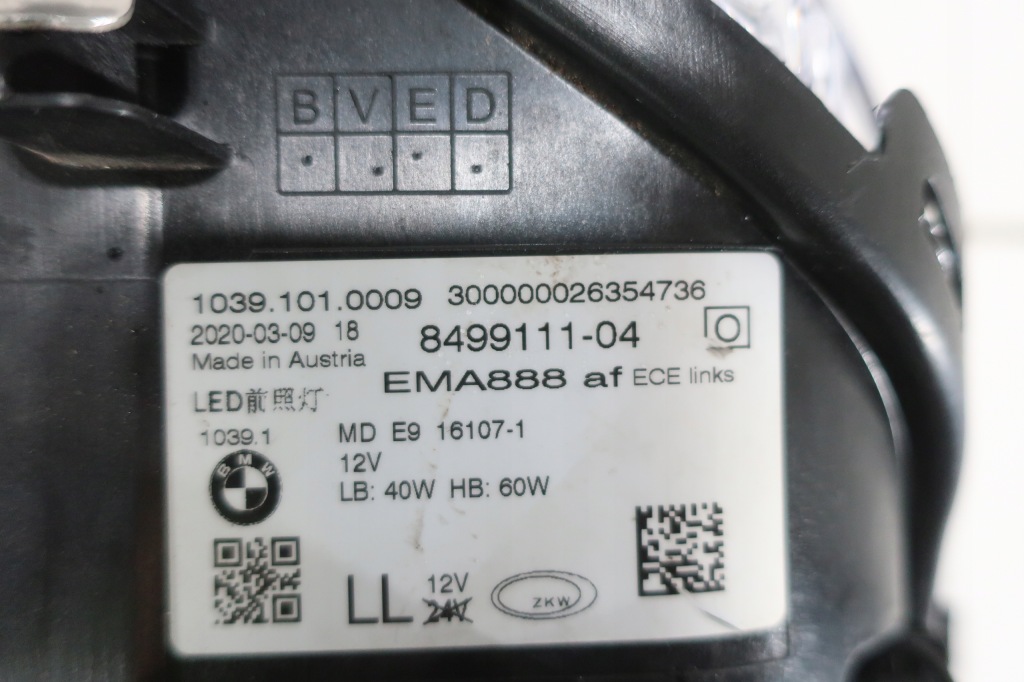 B V E D
1039.101.0009 300000026354736
2020-03-09 18 8499111-04 O
Made in Austria
EMA888 af ECE links
LED前照灯
1039.1 MD E9 16107-1
12V
BMW
LB: 40W HB: 60W
LL 12V
24V
ZKW